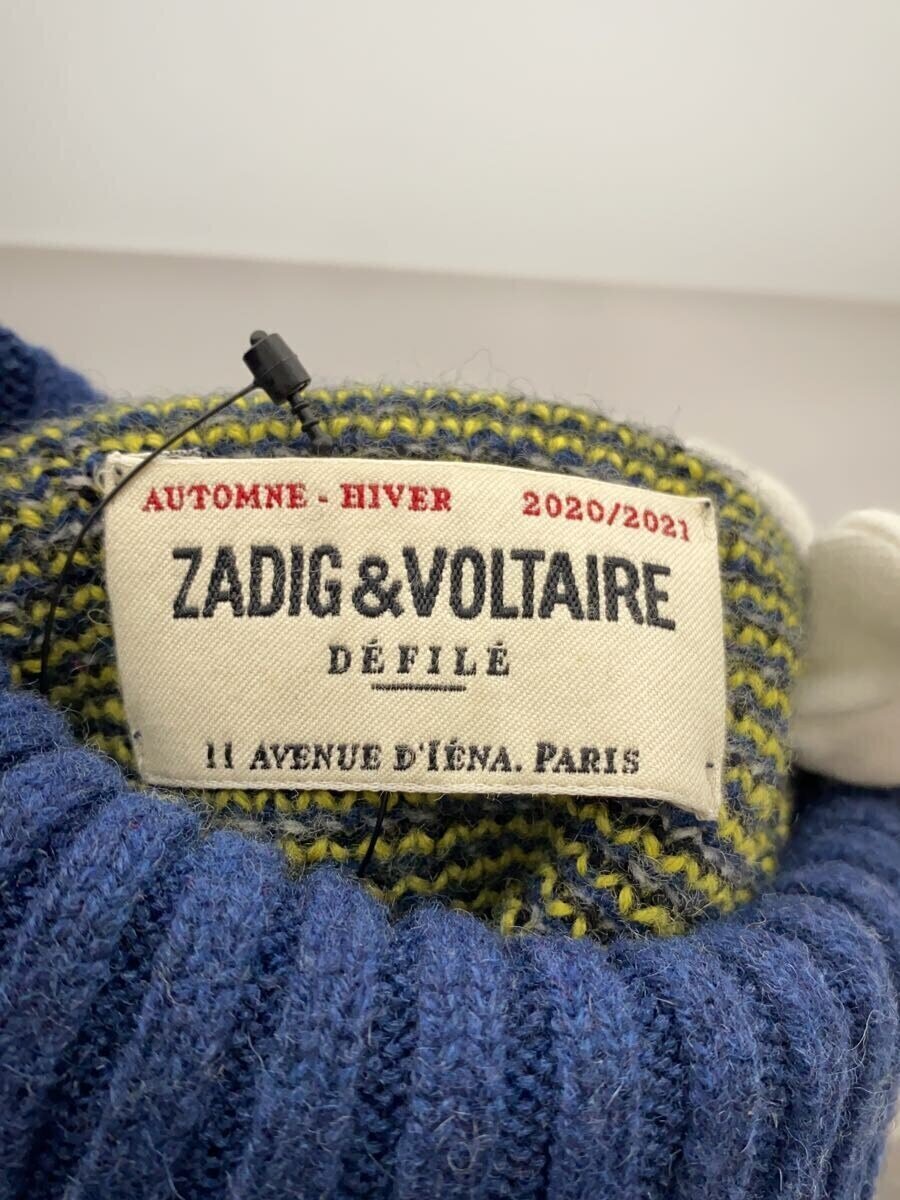 AUTOMNE - HIVER 2020/2021
ZADIG & VOLTAIRE
DÉFILÉ
11 AVENUE D'IÉNA. PARIS